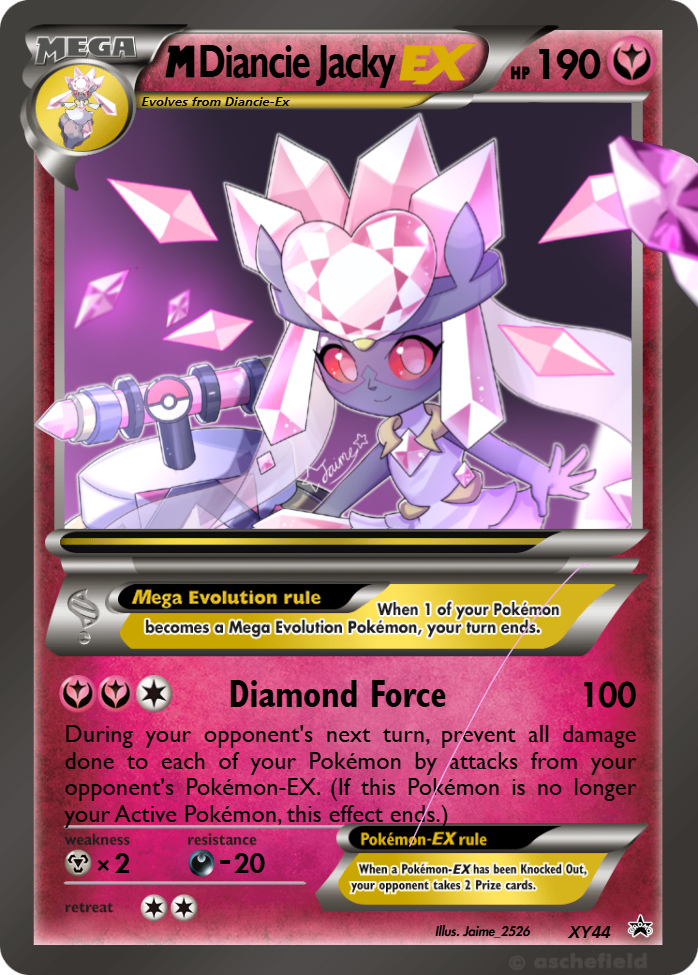 MEGA
M Diancie Jacky EX HP 190
Evolves from Diancie-Ex
Jaime
Mega Evolution rule
When 1 of your Pokémon
becomes a Mega Evolution Pokémon, your turn ends.
Diamond Force 100
During your opponent's next turn, prevent all damage
done to each of your Pokémon by attacks from your
opponent's Pokémon-EX. (If this Pokémon is no longer
your Active Pokémon, this effect ends.)
weakness resistance
×2 -20
Pokémon-EX rule
When a Pokémon-EX has been Knocked Out,
your opponent takes 2 Prize cards.
retreat
Illus. Jaime_2526 XY44
© aschefield